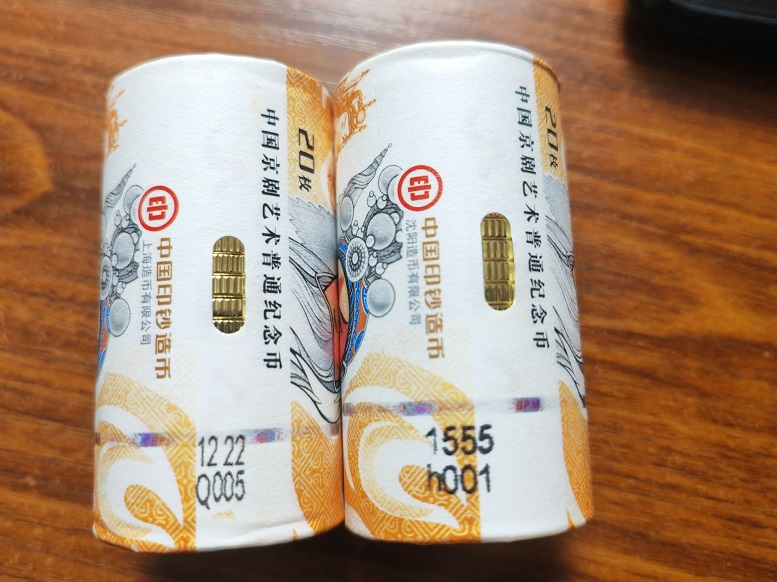 20枚
中国京剧艺术普通纪念币
中国印钞造币
上海造币有限公司
12 22
Q005
20枚
中国京剧艺术普通纪念币
中国印钞造币
沈阳造币有限公司
BPM
1555
h001